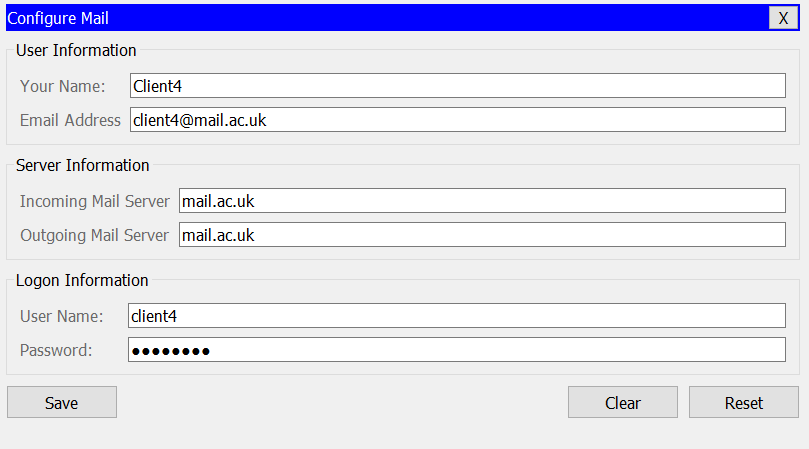 Configure Mail X
User Information
Your Name: Client4
Email Address client4@mail.ac.uk
Server Information
Incoming Mail Server mail.ac.uk
Outgoing Mail Server mail.ac.uk
Logon Information
User Name: client4
Password: ●●●●●●●●
Save Clear Reset